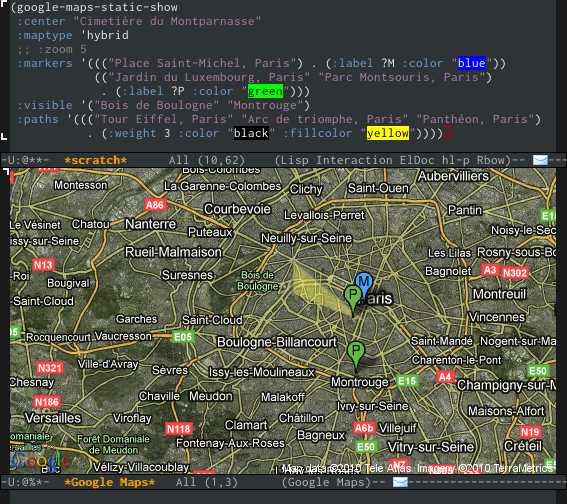 (google-maps-static-show
:center "Cimetière du Montparnasse"
:maptype 'hybrid
;; :zoom 5
:markers '((("Place Saint-Michel, Paris") . (:label ?M :color "blue"))
(("Jardin du Luxembourg, Paris" "Parc Montsouris, Paris")
. (:label ?P :color "green")))
:visible '("Bois de Boulogne" "Montrouge")
:paths '((("Tour Eiffel, Paris" "Arc de triomphe, Paris" "Panthéon, Paris")
. (:weight 3 :color "black" :fillcolor "yellow"))))
-U:@**- *scratch* All (10,62) (Lisp Interaction ElDoc hl-p Rbow)--
Bois-Colombes
Montesson
La Garenne-Colombes
Clichy
Saint-Ouen
Aubervilliers
A86
Courbevoie
Levallois-Perret
Pantin
Le Vésinet
Chatou
Nanterre
Puteaux
Neuilly-sur-Seine
Noisy-le-Sec
Rueil-Malmaison
Les Lilas
Rosny-sous-Bo
N13
Bougival
Suresnes
Bois de
Boulogne
Bagnolet
A3
N302
M
P
Paris
Montreuil
Garches
Saint-Cloud
Vincennes
Rocquencourt
Vaucresson
E05
Boulogne-Billancourt
P
Saint-Mandé
Nogent-sur-Mar
N321
Ville-d'Avray
Sèvres
Issy-les-Moulineaux
Charenton-le-Pont
E50
Chesnay
Montrouge
E15
A4
Champigny-sur-M
N186
Chaville
Meudon
Malakoff
Ivry-sur-Seine
Versailles
Viroflay
Châtillon
Maisons-Alfort
N118
Clamart
Bagneux
A6b
Villejuif
N19
Forêt Domaniale
de Meudon
Fontenay-Aux-Roses
E50
Vitry-sur-Seine
Créteil
Google
Vélizy-Villacoublay
Map data ©2010 Tele Atlas Imagery ©2010 TerraMetrics
-U:@%*- *Google Maps* All (1,3) (Google Maps)--